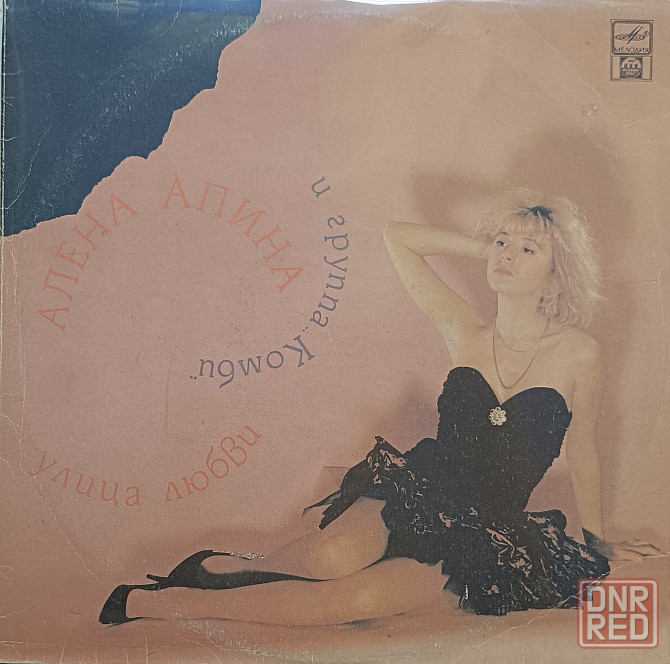 МЕЛОДИЯ
АЛЕНА АПИНА
и группа „Комби"
улица любви
DNR
RED